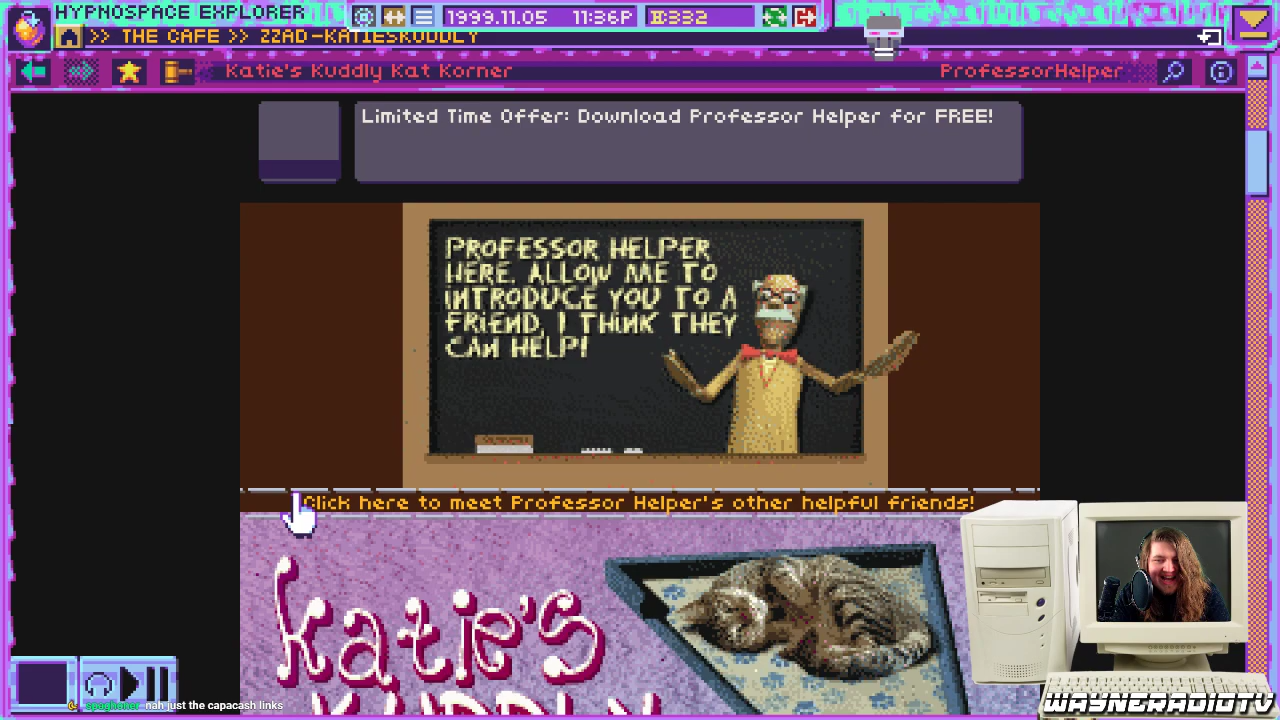 HYPNOSPACE EXPLORER
1999.11.05 11:36P
332
>> THE CAFE >> ZZAD-KATIESKUDDLY
Katie's Kuddly Kat Korner
ProfessorHelper
Limited Time Offer: Download Professor Helper for FREE!
PROFESSOR HELPER
HERE. ALLOW ME TO
INTRODUCE YOU TO A
FRIEND, I THINK THEY
CAN HELP!
Click here to meet Professor Helper's other helpful friends!
Katie's
KUDDLY
spaghoner nah just the capacash links
WAYNERADIOTV